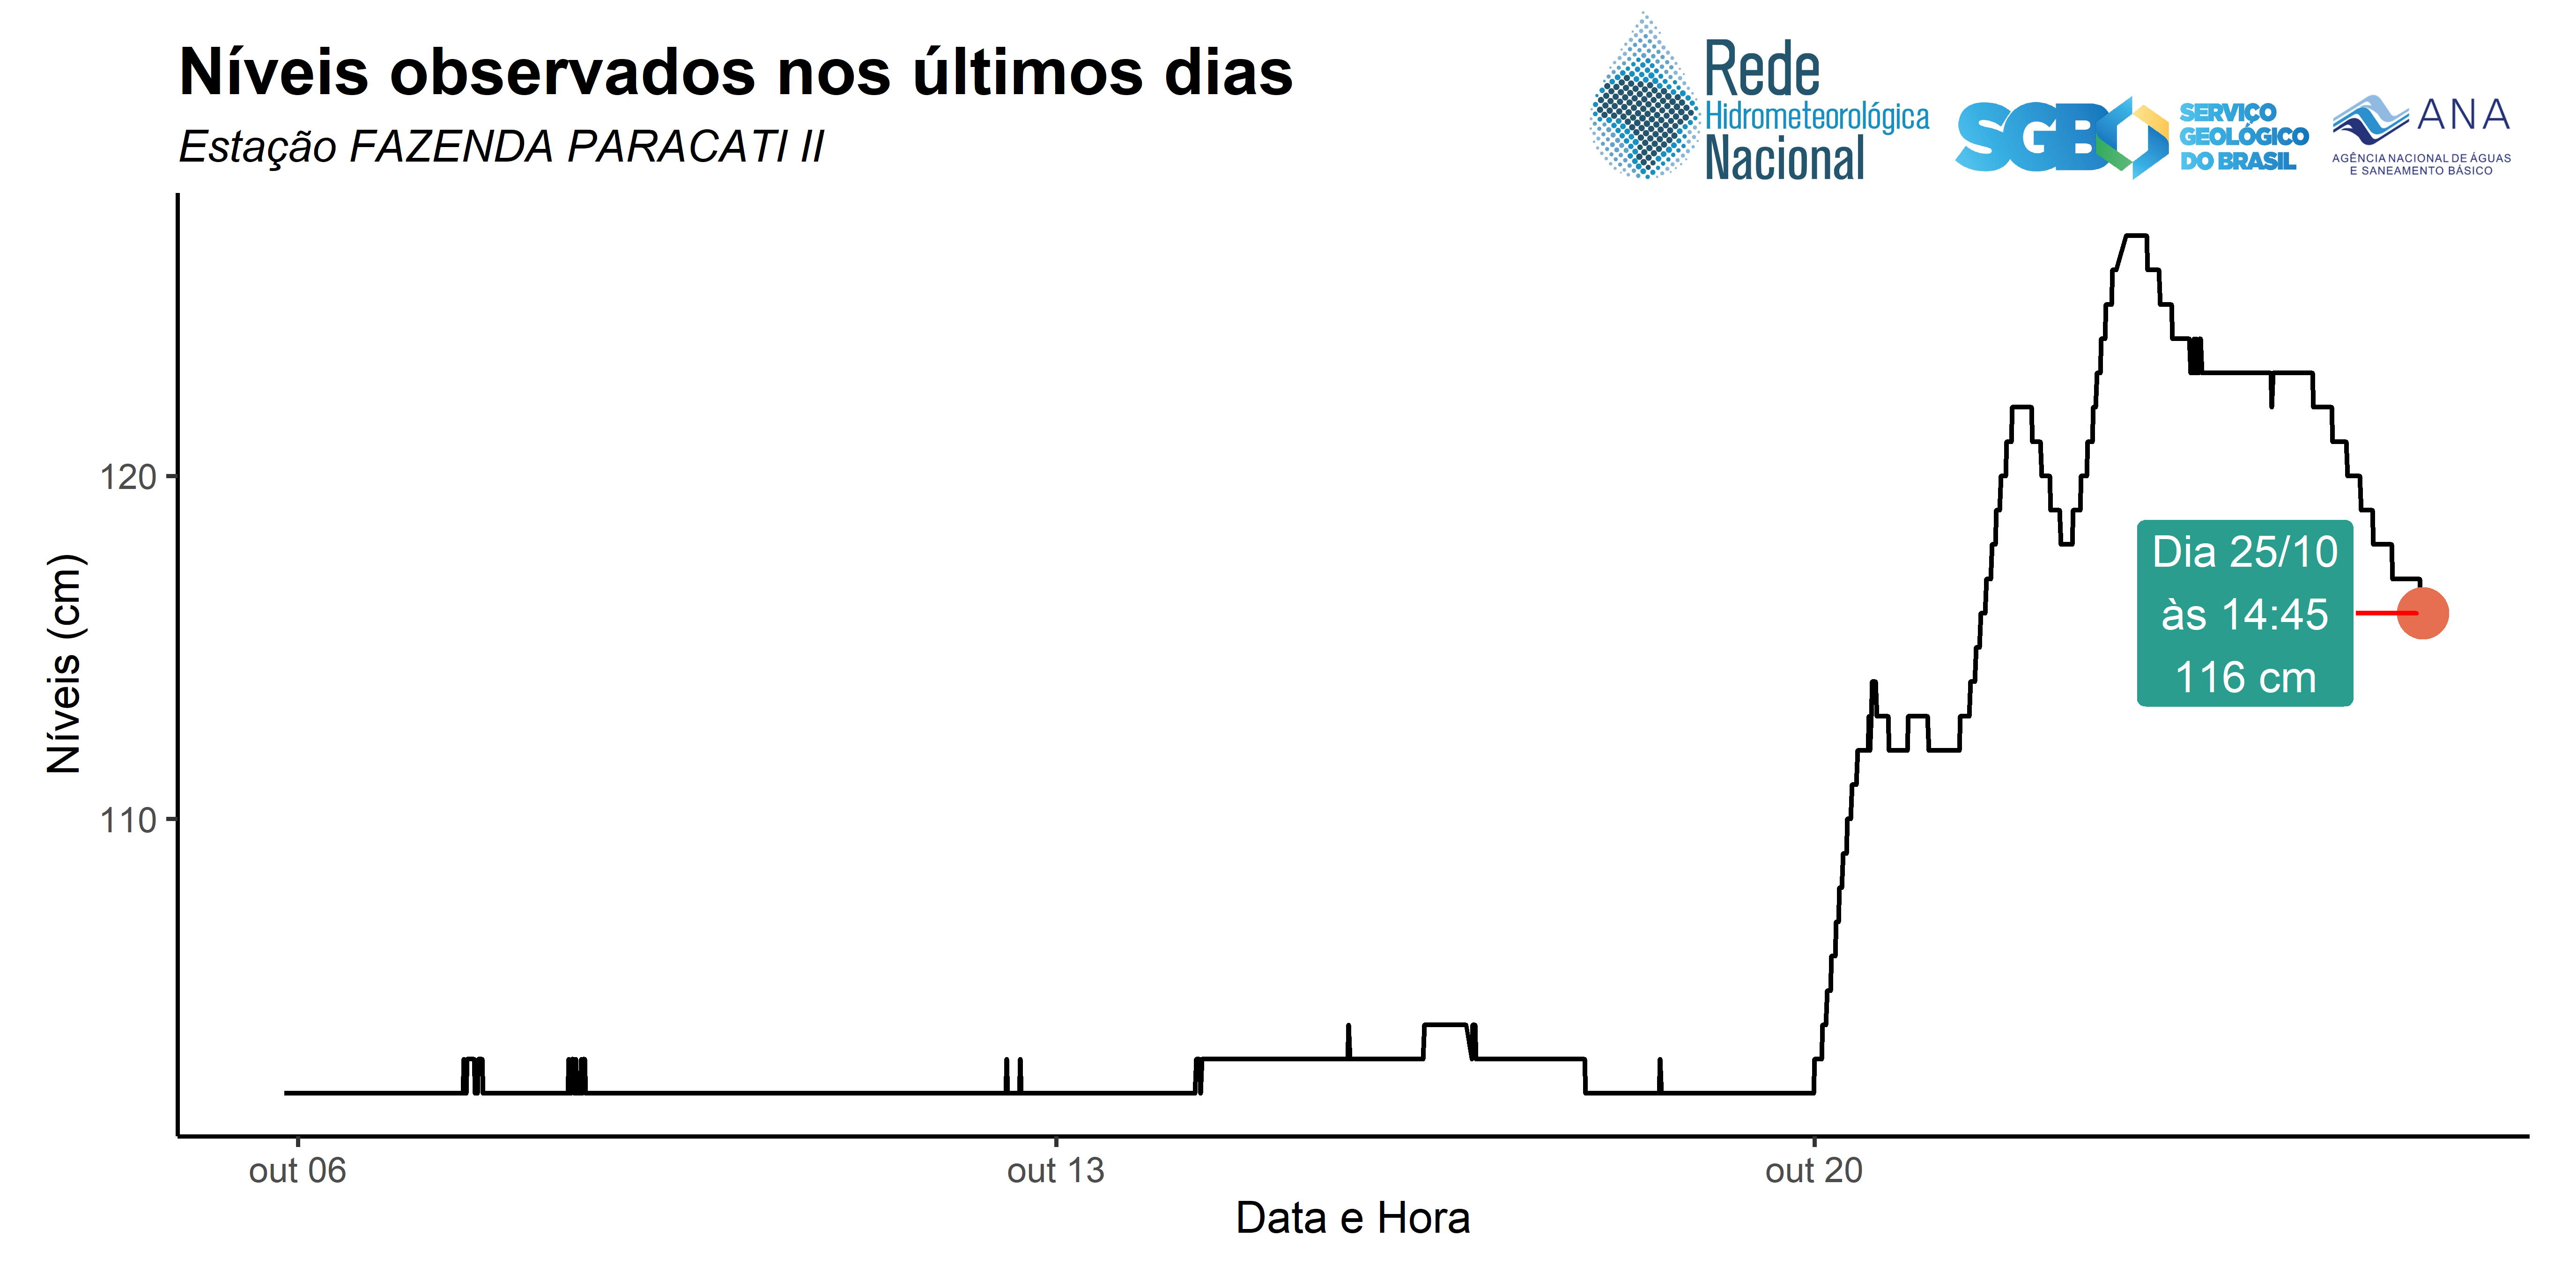 Níveis observados nos últimos dias
Estação FAZENDA PARACATI II
Rede
Hidrometeorológica
Nacional
SGB
SERVIÇO
GEOLÓGICO
DO BRASIL
ANA
AGÊNCIA NACIONAL DE ÁGUAS
E SANEAMENTO BÁSICO
120
110
Níveis (cm)
Dia 25/10
às 14:45
116 cm
out 06
out 13
out 20
Data e Hora